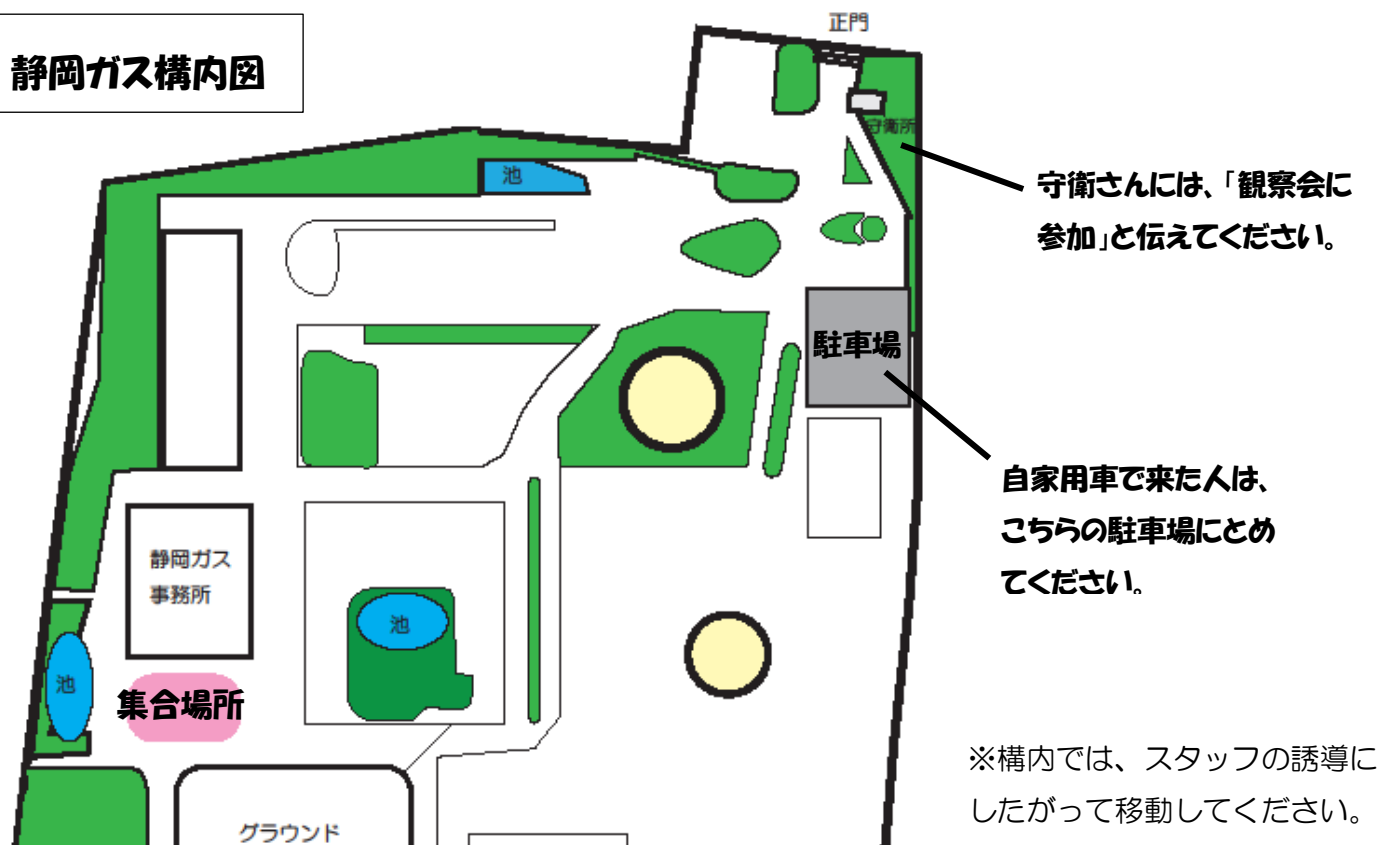 正門
静岡ガス構内図
守衛所
池
守衛さんには、「観察会に
参加」と伝えてください。
駐車場
自家用車で来た人は、
こちらの駐車場にとめ
てください。
静岡ガス
事務所
池
池
集合場所
※構内では、スタッフの誘導に
したがって移動してください。
グラウンド